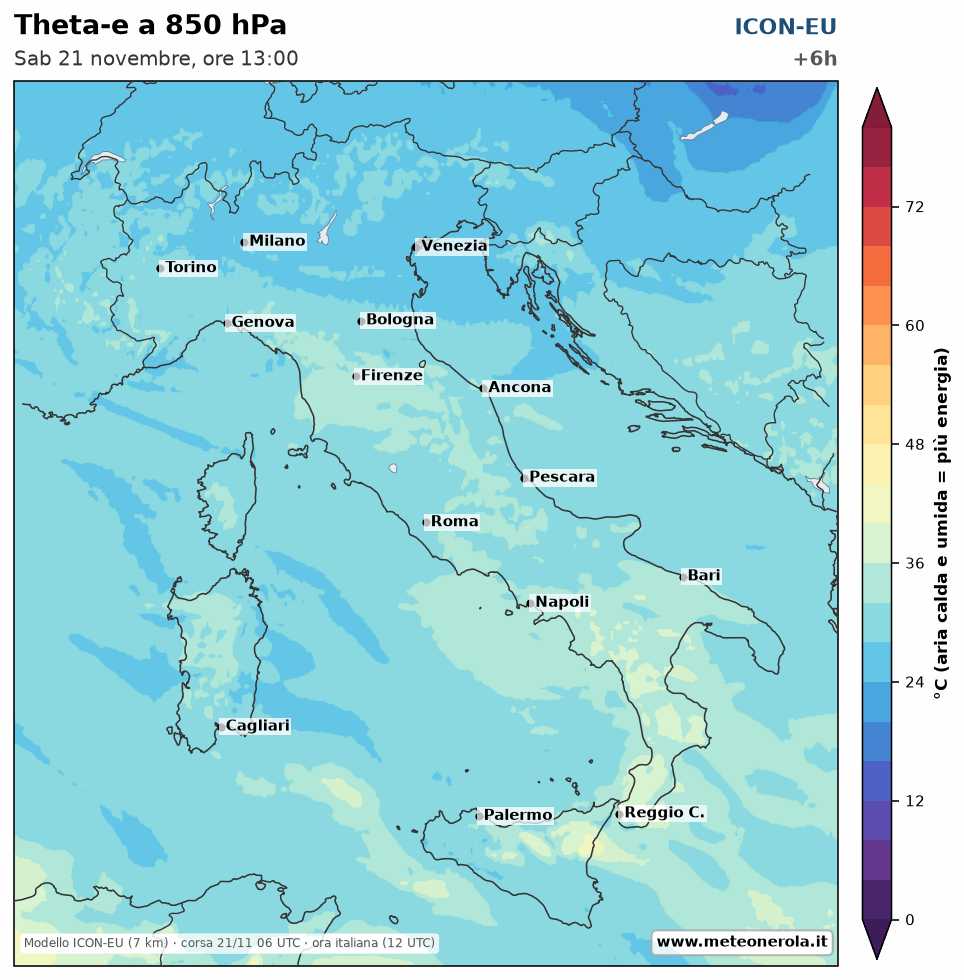 Theta-e a 850 hPa
ICON-EU
Sab 21 novembre, ore 13:00
+6h
Milano
Venezia
Torino
Genova
Bologna
Firenze
Ancona
Pescara
Roma
Bari
Napoli
Cagliari
Palermo
Reggio C.
72
60
48
36
24
12
0
°C (aria calda e umida = più energia)
Modello ICON-EU (7 km) · corsa 21/11 06 UTC · ora italiana (12 UTC)
www.meteonerola.it